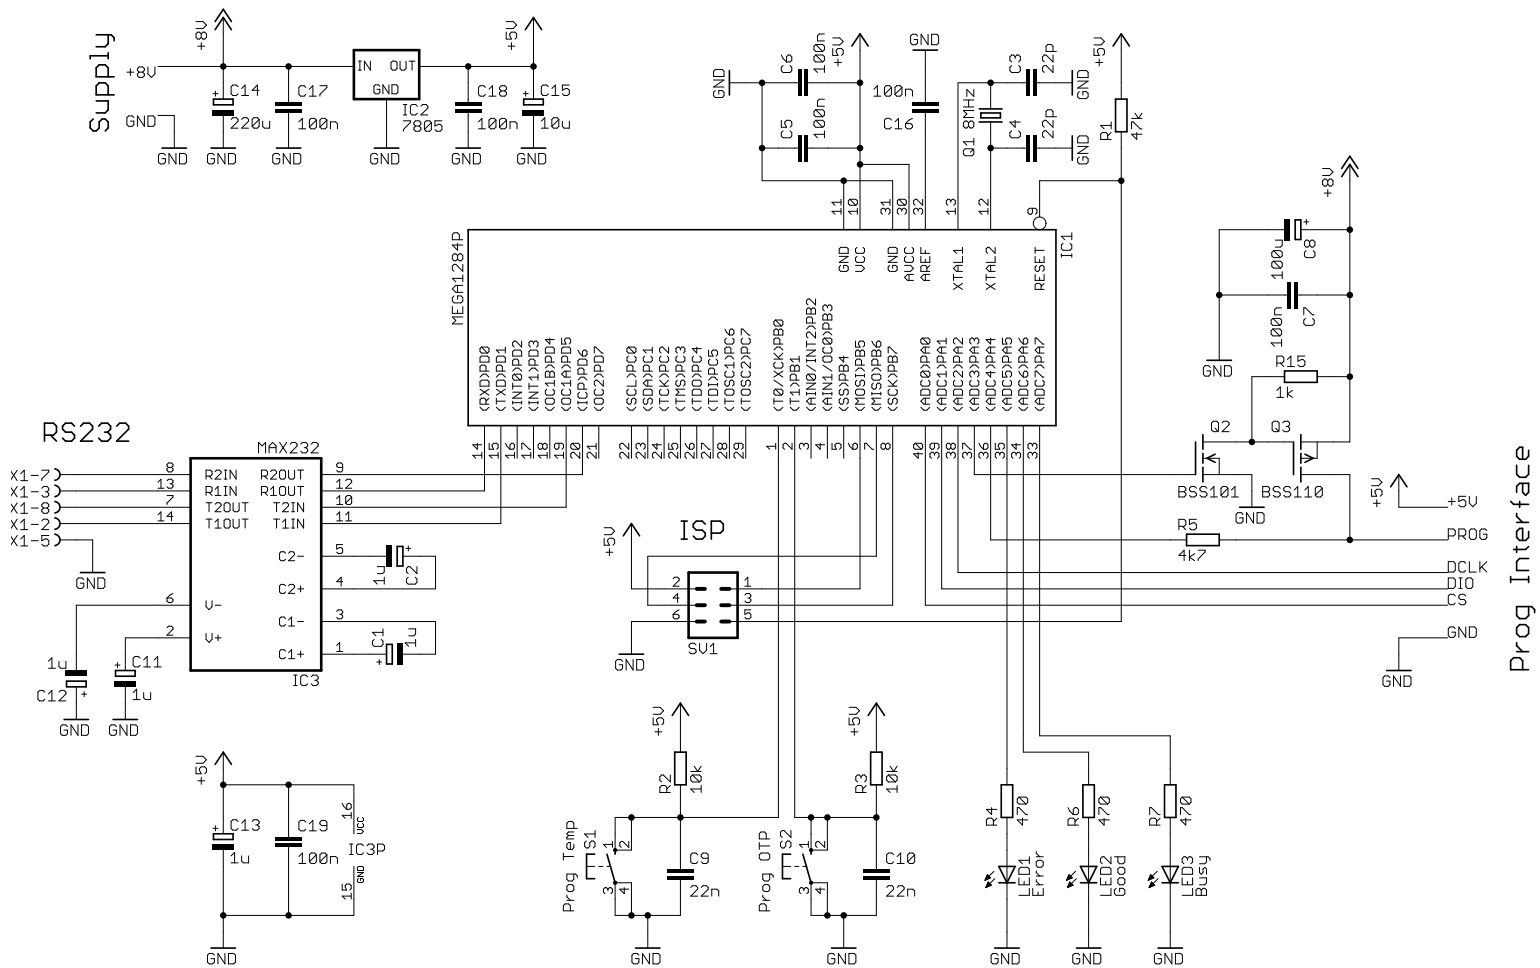 Supply
+8V
+8V
GND
GND
C14
220u
GND
C17
100n
GND
IN OUT
GND
IC2
7805
GND
C18
100n
GND
+5V
C15
10u
GND
GND
C6
100n
+5V
C5
100n
GND
100n
C16
Q1 8MHz
C3
22p
GND
C4
22p
GND
+5V
R1
47k
11
10
31
30
32
13
12
9
GND
VCC
GND
AVCC
AREF
XTAL1
XTAL2
RESET
IC1
MEGA1284P
(RXD)PD0
(TXD)PD1
(INT0)PD2
(INT1)PD3
(OC1B)PD4
(OC1A)PD5
(ICP)PD6
(OC2)PD7
(SCL)PC0
(SDA)PC1
(TCK)PC2
(TMS)PC3
(TDO)PC4
(TDI)PC5
(TOSC1)PC6
(TOSC2)PC7
(T0/XCK)PB0
(T1)PB1
(AIN0/INT2)PB2
(AIN1/OC0)PB3
(SS)PB4
(MOSI)PB5
(MISO)PB6
(SCK)PB7
(ADC0)PA0
(ADC1)PA1
(ADC2)PA2
(ADC3)PA3
(ADC4)PA4
(ADC5)PA5
(ADC6)PA6
(ADC7)PA7
14
15
16
17
18
19
20
21
22
23
24
25
26
27
28
29
1
2
3
4
5
6
7
8
40
39
38
37
36
35
34
33
+8V
100u
C8
100n
C7
GND
R15
1k
Q2
BSS101
GND
Q3
BSS110
R5
4k7
+5V
+5V
PROG
DCLK
DIO
CS
GND
GND
Prog Interface
RS232
MAX232
X1-7
X1-3
X1-8
X1-2
X1-5
GND
8 R2IN R2OUT 9
13 R1IN R1OUT 12
7 T2OUT T2IN 10
14 T1OUT T1IN 11
C2- 5
C2+ 4
6 V- C1- 3
2 V+ C1+ 1
IC3
1u
C2
C1
1u
1u
C12
GND
C11
1u
GND
ISP
+5V
2 1
4 3
6 5
SV1
GND
+5V
C13
1u
C19
100n
16
VCC
IC3P
GND
15
GND
+5V
R2
10k
Prog Temp
S1
1
2
3
4
C9
22n
GND
+5V
R3
10k
Prog OTP
S2
1
2
3
4
C10
22n
GND
R4
470
LED1
Error
GND
R6
470
LED2
Good
GND
R7
470
LED3
Busy
GND